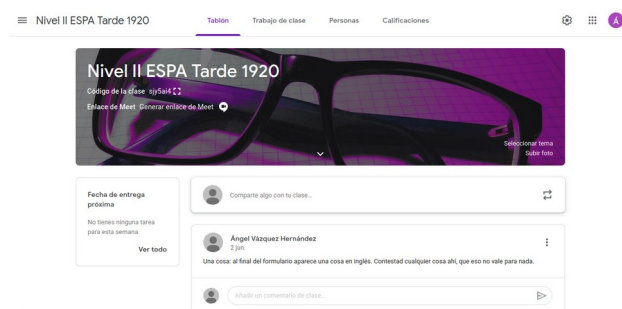 Nivel II ESPA Tarde 1920
Tablón
Trabajo de clase
Personas
Calificaciones
Á
Nivel II ESPA Tarde 1920
Código de la clase sjy5ai4
Enlace de Meet Generar enlace de Meet
Seleccionar tema
Subir foto
Fecha de entrega
próxima
No tienes ninguna tarea
para esta semana
Ver todo
Comparte algo con tu clase...
Ángel Vázquez Hernández
2 jun.
Una cosa: al final del formulario aparece una cosa en inglés. Contestad cualquier cosa ahí, que eso no vale para nada.
Añadir un comentario de clase...